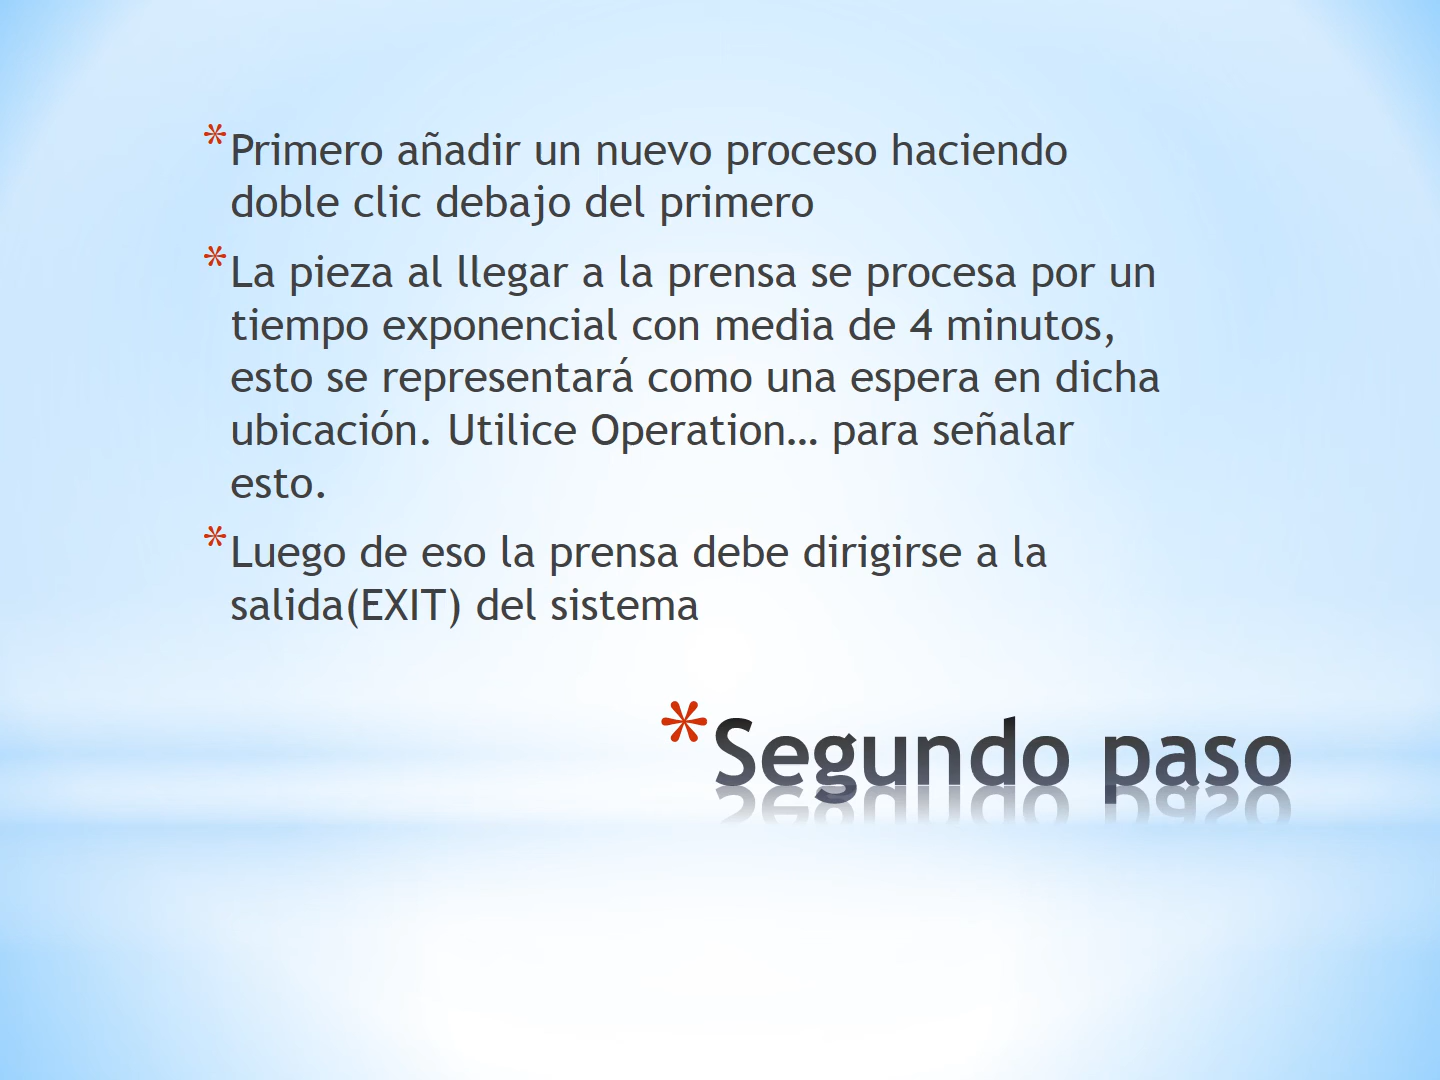 *Primero añadir un nuevo proceso haciendo
doble clic debajo del primero
*La pieza al llegar a la prensa se procesa por un
tiempo exponencial con media de 4 minutos,
esto se representará como una espera en dicha
ubicación. Utilice Operation… para señalar
esto.
*Luego de eso la prensa debe dirigirse a la
salida(EXIT) del sistema
*Segundo paso